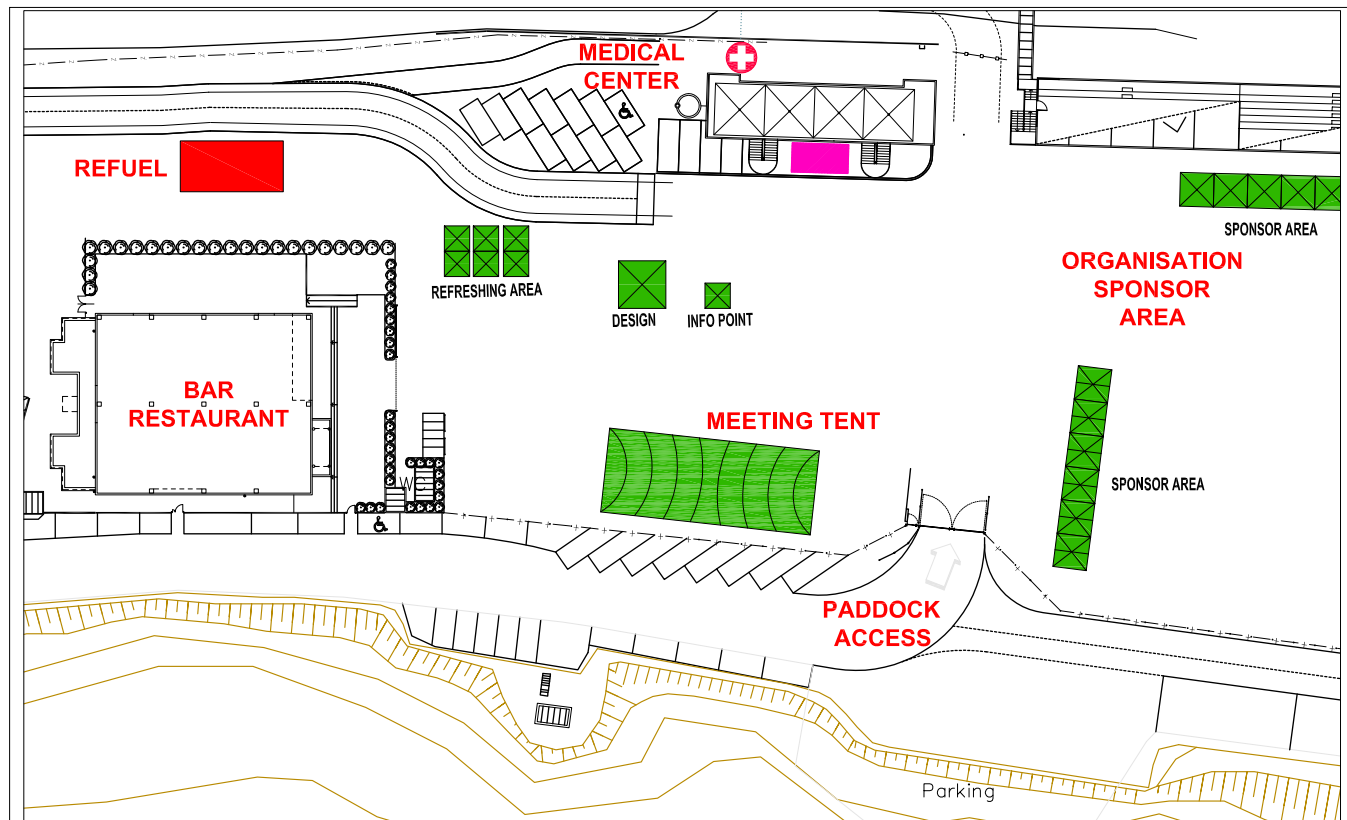 MEDICAL
CENTER
REFUEL
SPONSOR AREA
ORGANISATION
SPONSOR
AREA
REFRESHING AREA
DESIGN
INFO POINT
BAR
RESTAURANT
MEETING TENT
WC
SPONSOR AREA
PADDOCK
ACCESS
Parking